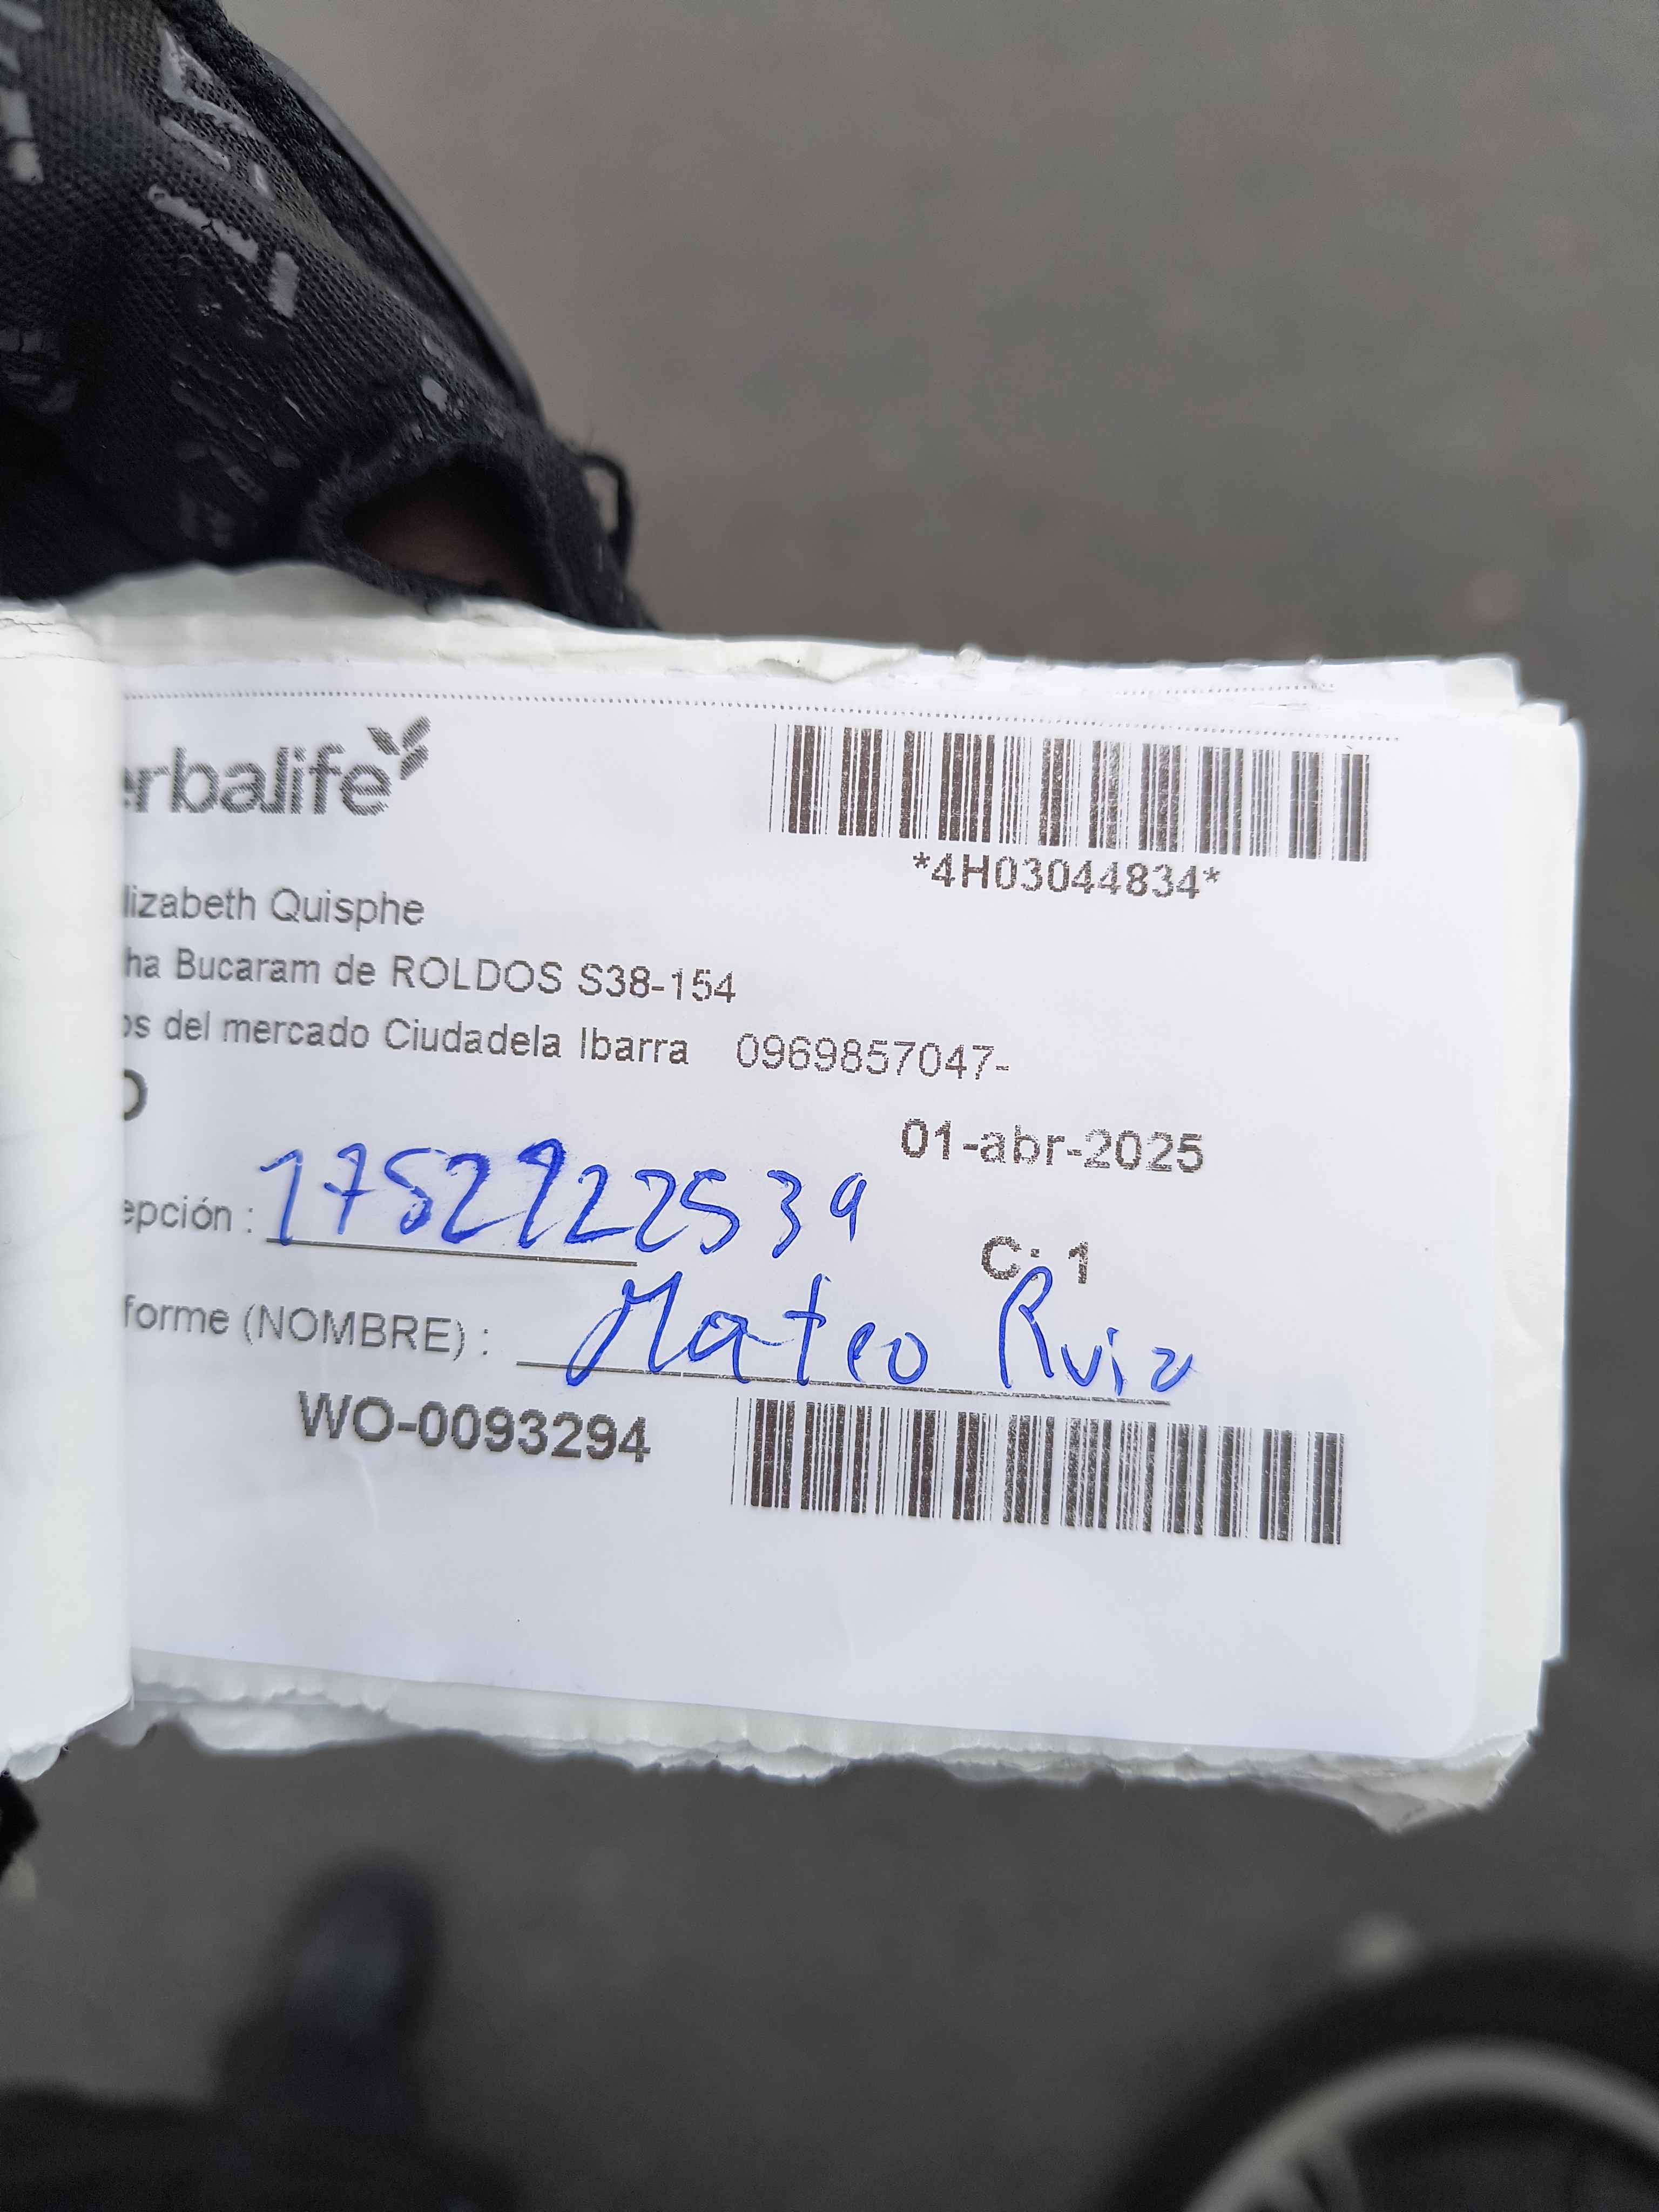 erbalife
*4H03044834*
lizabeth Quisphe
ha Bucaram de ROLDOS S38-154
os del mercado Ciudadela Ibarra 0969857047-
O
01-abr-2025
epción : 1752922539
C: 1
forme (NOMBRE) : Mateo Ruiz
WO-0093294